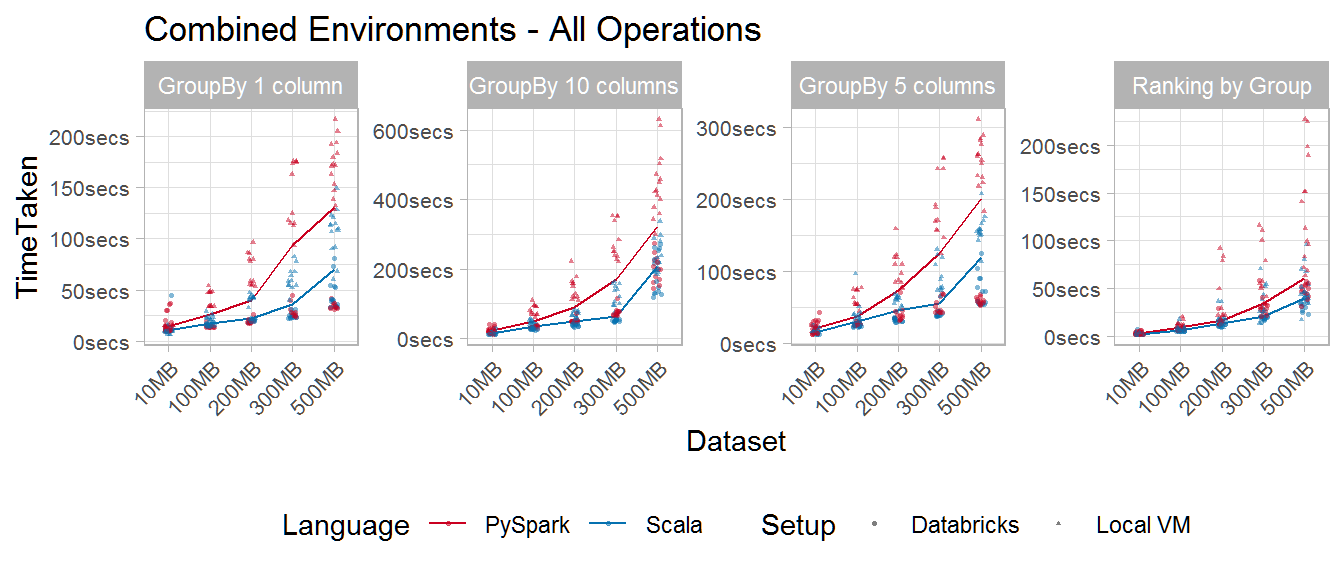 Combined Environments - All Operations
GroupBy 1 column
GroupBy 10 columns
GroupBy 5 columns
Ranking by Group
TimeTaken
200secs
150secs
100secs
50secs
0secs
600secs
400secs
200secs
0secs
300secs
200secs
100secs
0secs
200secs
150secs
100secs
50secs
0secs
10MB
100MB
200MB
300MB
500MB
10MB
100MB
200MB
300MB
500MB
10MB
100MB
200MB
300MB
500MB
10MB
100MB
200MB
300MB
500MB
Dataset
Language PySpark Scala Setup Databricks Local VM